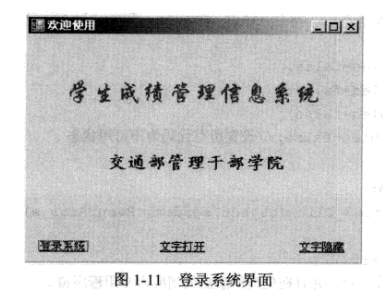 欢迎使用
学生成绩管理信息系统
交通部管理干部学院
登录系统 文字打开 文字隐藏
图 1-11 登录系统界面